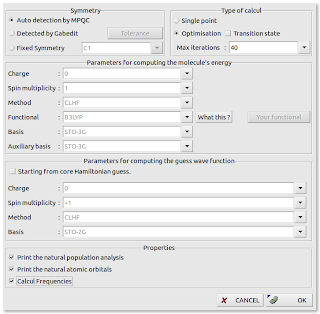 Symmetry
Type of calcul
Auto detection by MPQC
Single point
Detected by Gabedit Tolerance
Optimisation Transition state
Fixed Symmetry C1
Max iterations : 40
Parameters for computing the molecule's energy
Charge : 0
Spin multiplicity : 1
Method : CLHF
Functional : B3LYP What this ? Your functional
Basis : STO-3G
Auxiliary basis : STO-3G
Parameters for computing the guess wave function
Starting from core Hamiltonian guess.
Charge : 0
Spin multiplicity : +1
Method : CLHF
Basis : STO-2G
Properties
Print the natural population analysis
Print the natural atomic orbitals
Calcul Frequencies
CANCEL OK